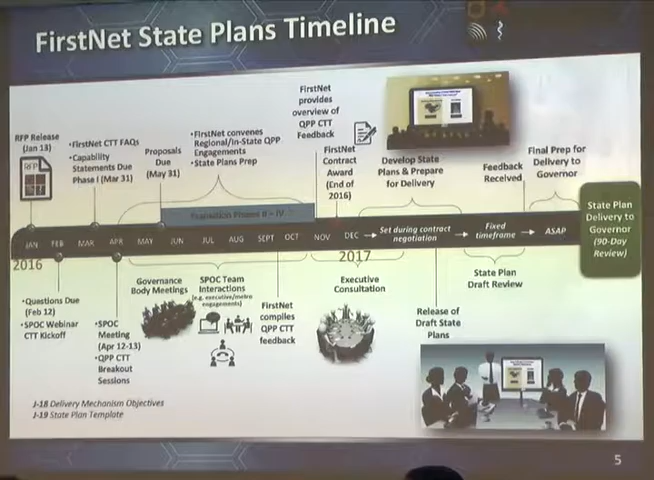 FirstNet State Plans Timeline
RFP Release
(Jan 13)
RFP
•FirstNet CTT FAQs
•Capability
Statements Due
Phase I (Mar 31)
Proposals
Due
(May 31)
•FirstNet convenes
Regional/In-State QPP
Engagements
•State Plans Prep
FirstNet
provides
overview of
QPP CTT
Feedback
FirstNet
Contract
Award
(End of
2016)
Develop State
Plans & Prepare
for Delivery
Feedback
Received
Final Prep for
Delivery to
Governor
State Plan
Delivery to
Governor
(90-Day
Review)
Evaluation Phases II – IV
JAN FEB MAR APR MAY JUN JUL AUG SEPT OCT NOV DEC
Set during contract
negotiation
Fixed
timeframe
ASAP
2016
2017
•Questions Due
(Feb 12)
•SPOC Webinar
CTT Kickoff
•SPOC
Meeting
(Apr 12-13)
•QPP CTT
Breakout
Sessions
Governance
Body Meetings
SPOC Team
Interactions
(e.g. executive/metro
engagements)
FirstNet
compiles
QPP CTT
feedback
Executive
Consultation
Release of
Draft State
Plans
State Plan
Draft Review
J-18 Delivery Mechanism Objectives
J-19 State Plan Template
5